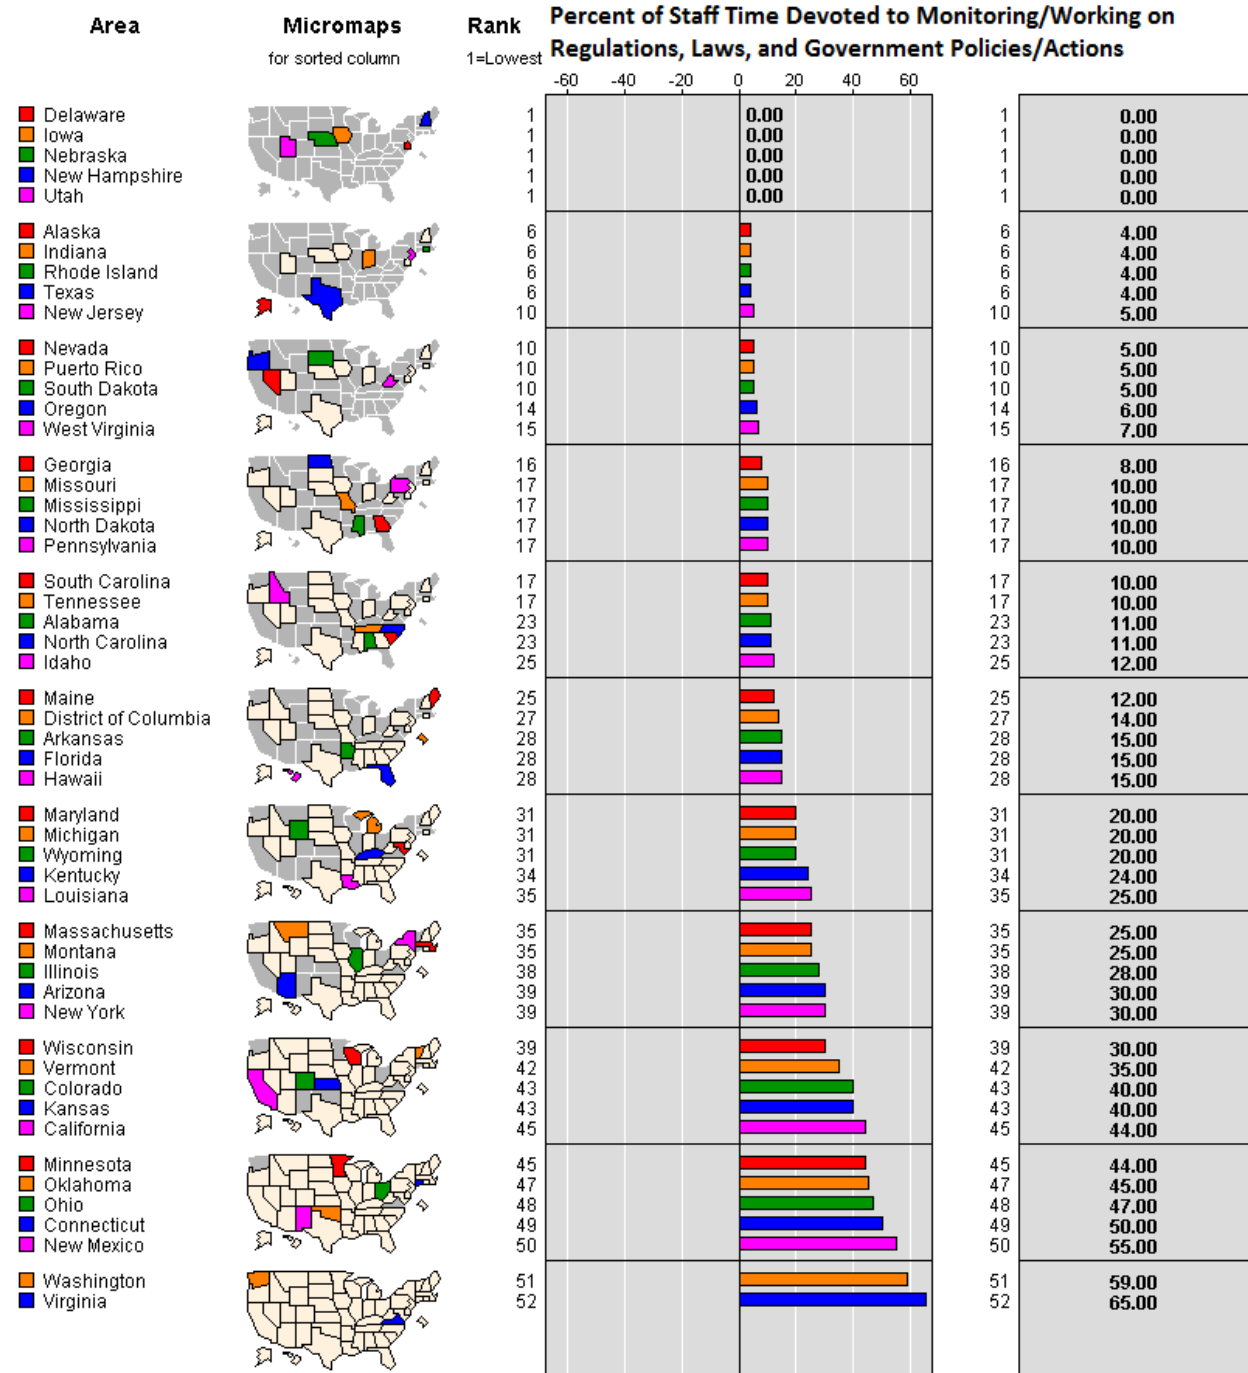 Area Micromaps Rank Percent of Staff Time Devoted to Monitoring/Working on
for sorted column 1=Lowest Regulations, Laws, and Government Policies/Actions
-60 -40 -20 0 20 40 60
Delaware 1 0.00 1 0.00
Iowa 1 0.00 1 0.00
Nebraska 1 0.00 1 0.00
New Hampshire 1 0.00 1 0.00
Utah 1 0.00 1 0.00
Alaska 6 6 4.00
Indiana 6 6 4.00
Rhode Island 6 6 4.00
Texas 6 6 4.00
New Jersey 10 10 5.00
Nevada 10 10 5.00
Puerto Rico 10 10 5.00
South Dakota 10 10 5.00
Oregon 14 14 6.00
West Virginia 15 15 7.00
Georgia 16 16 8.00
Missouri 17 17 10.00
Mississippi 17 17 10.00
North Dakota 17 17 10.00
Pennsylvania 17 17 10.00
South Carolina 17 17 10.00
Tennessee 17 17 10.00
Alabama 23 23 11.00
North Carolina 23 23 11.00
Idaho 25 25 12.00
Maine 25 25 12.00
District of Columbia 27 27 14.00
Arkansas 28 28 15.00
Florida 28 28 15.00
Hawaii 28 28 15.00
Maryland 31 31 20.00
Michigan 31 31 20.00
Wyoming 31 31 20.00
Kentucky 34 34 24.00
Louisiana 35 35 25.00
Massachusetts 35 35 25.00
Montana 35 35 25.00
Illinois 38 38 28.00
Arizona 39 39 30.00
New York 39 39 30.00
Wisconsin 39 39 30.00
Vermont 42 42 35.00
Colorado 43 43 40.00
Kansas 43 43 40.00
California 45 45 44.00
Minnesota 45 45 44.00
Oklahoma 47 47 45.00
Ohio 48 48 47.00
Connecticut 49 49 50.00
New Mexico 50 50 55.00
Washington 51 51 59.00
Virginia 52 52 65.00